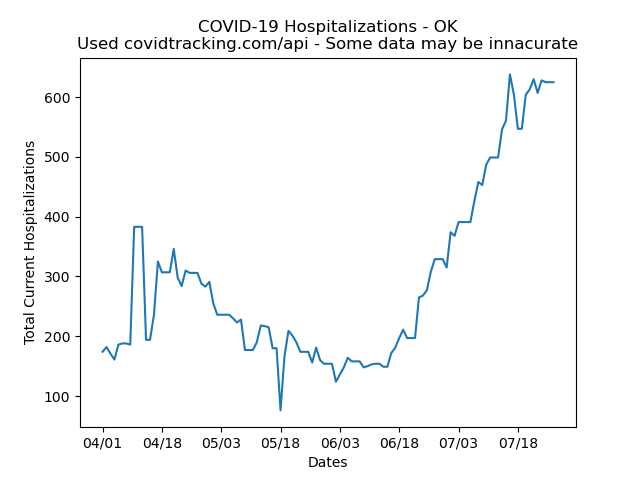 COVID-19 Hospitalizations - OK
Used covidtracking.com/api - Some data may be innacurate
Total Current Hospitalizations
600
500
400
300
200
100
04/01 04/18 05/03 05/18 06/03 06/18 07/03 07/18
Dates